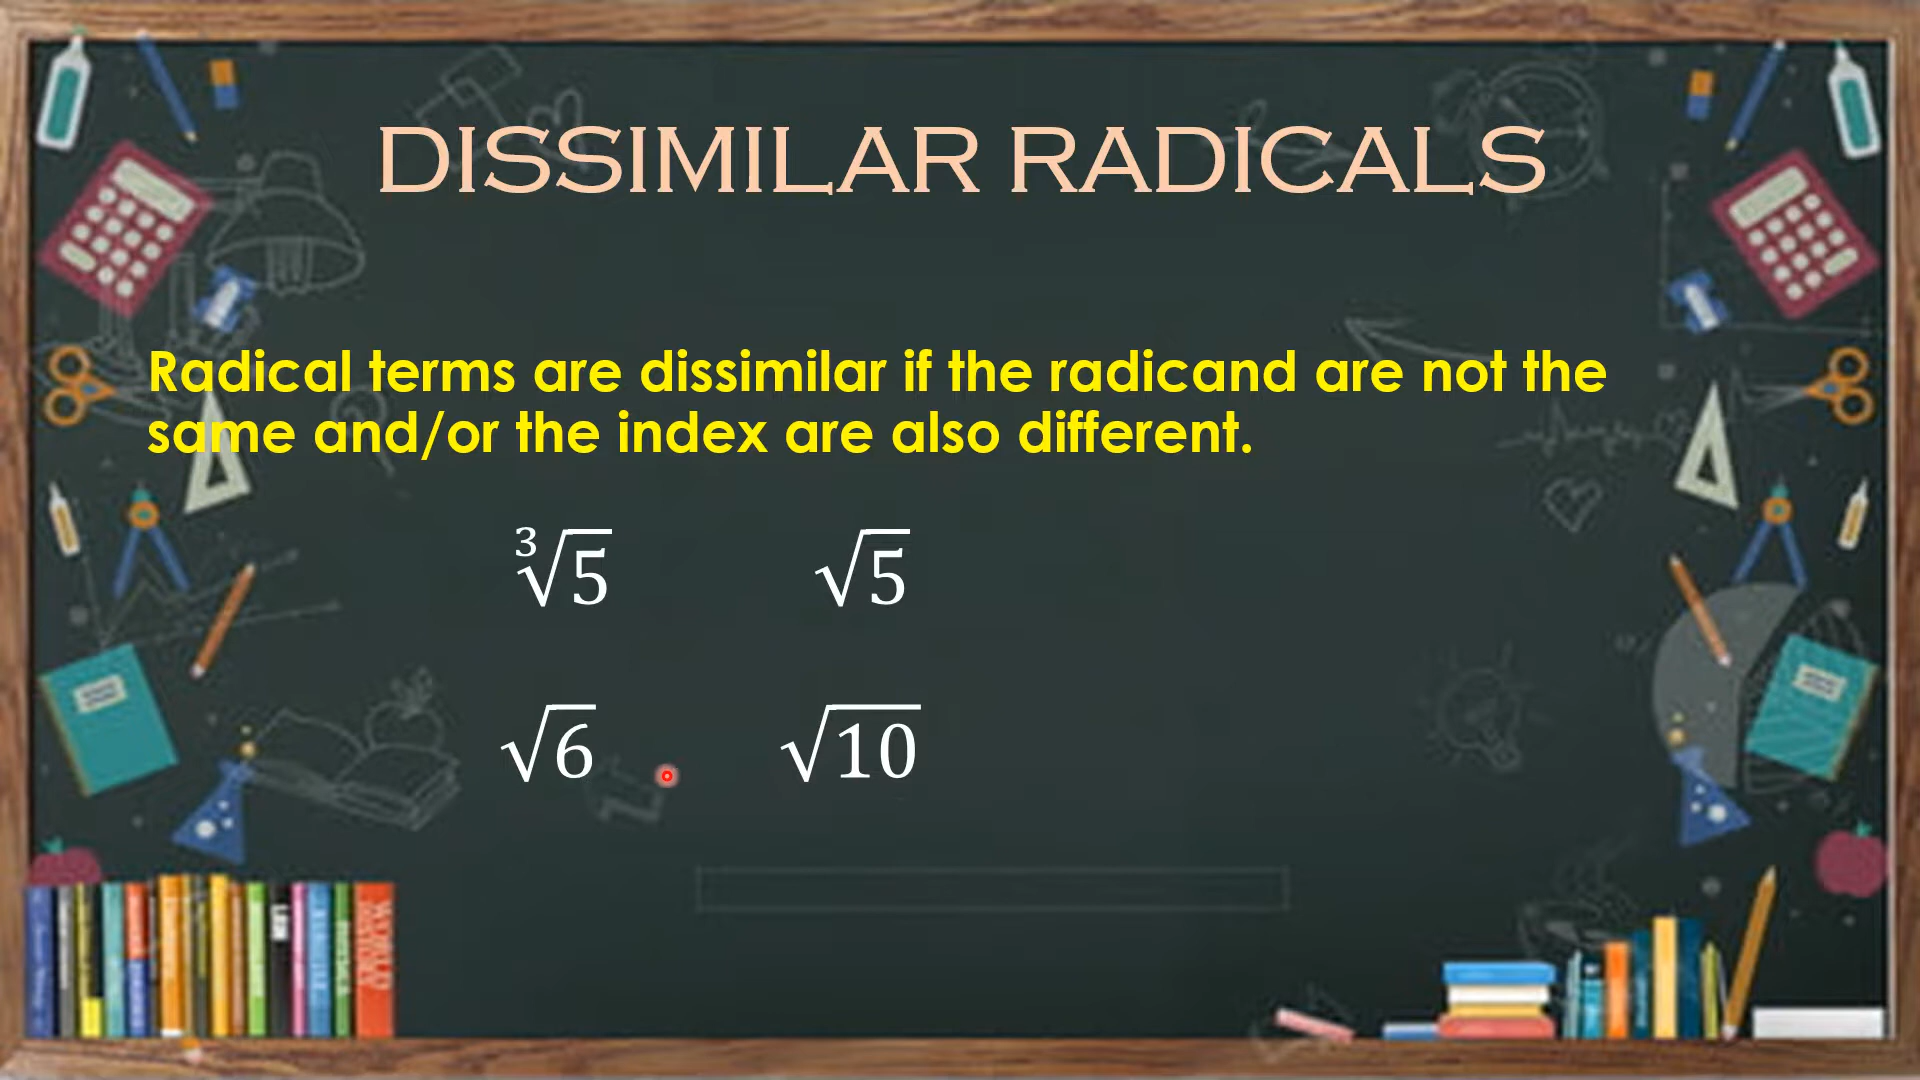 DISSIMILAR RADICALS
Radical terms are dissimilar if the radicand are not the
same and/or the index are also different.
∛5 √5
√6 √10